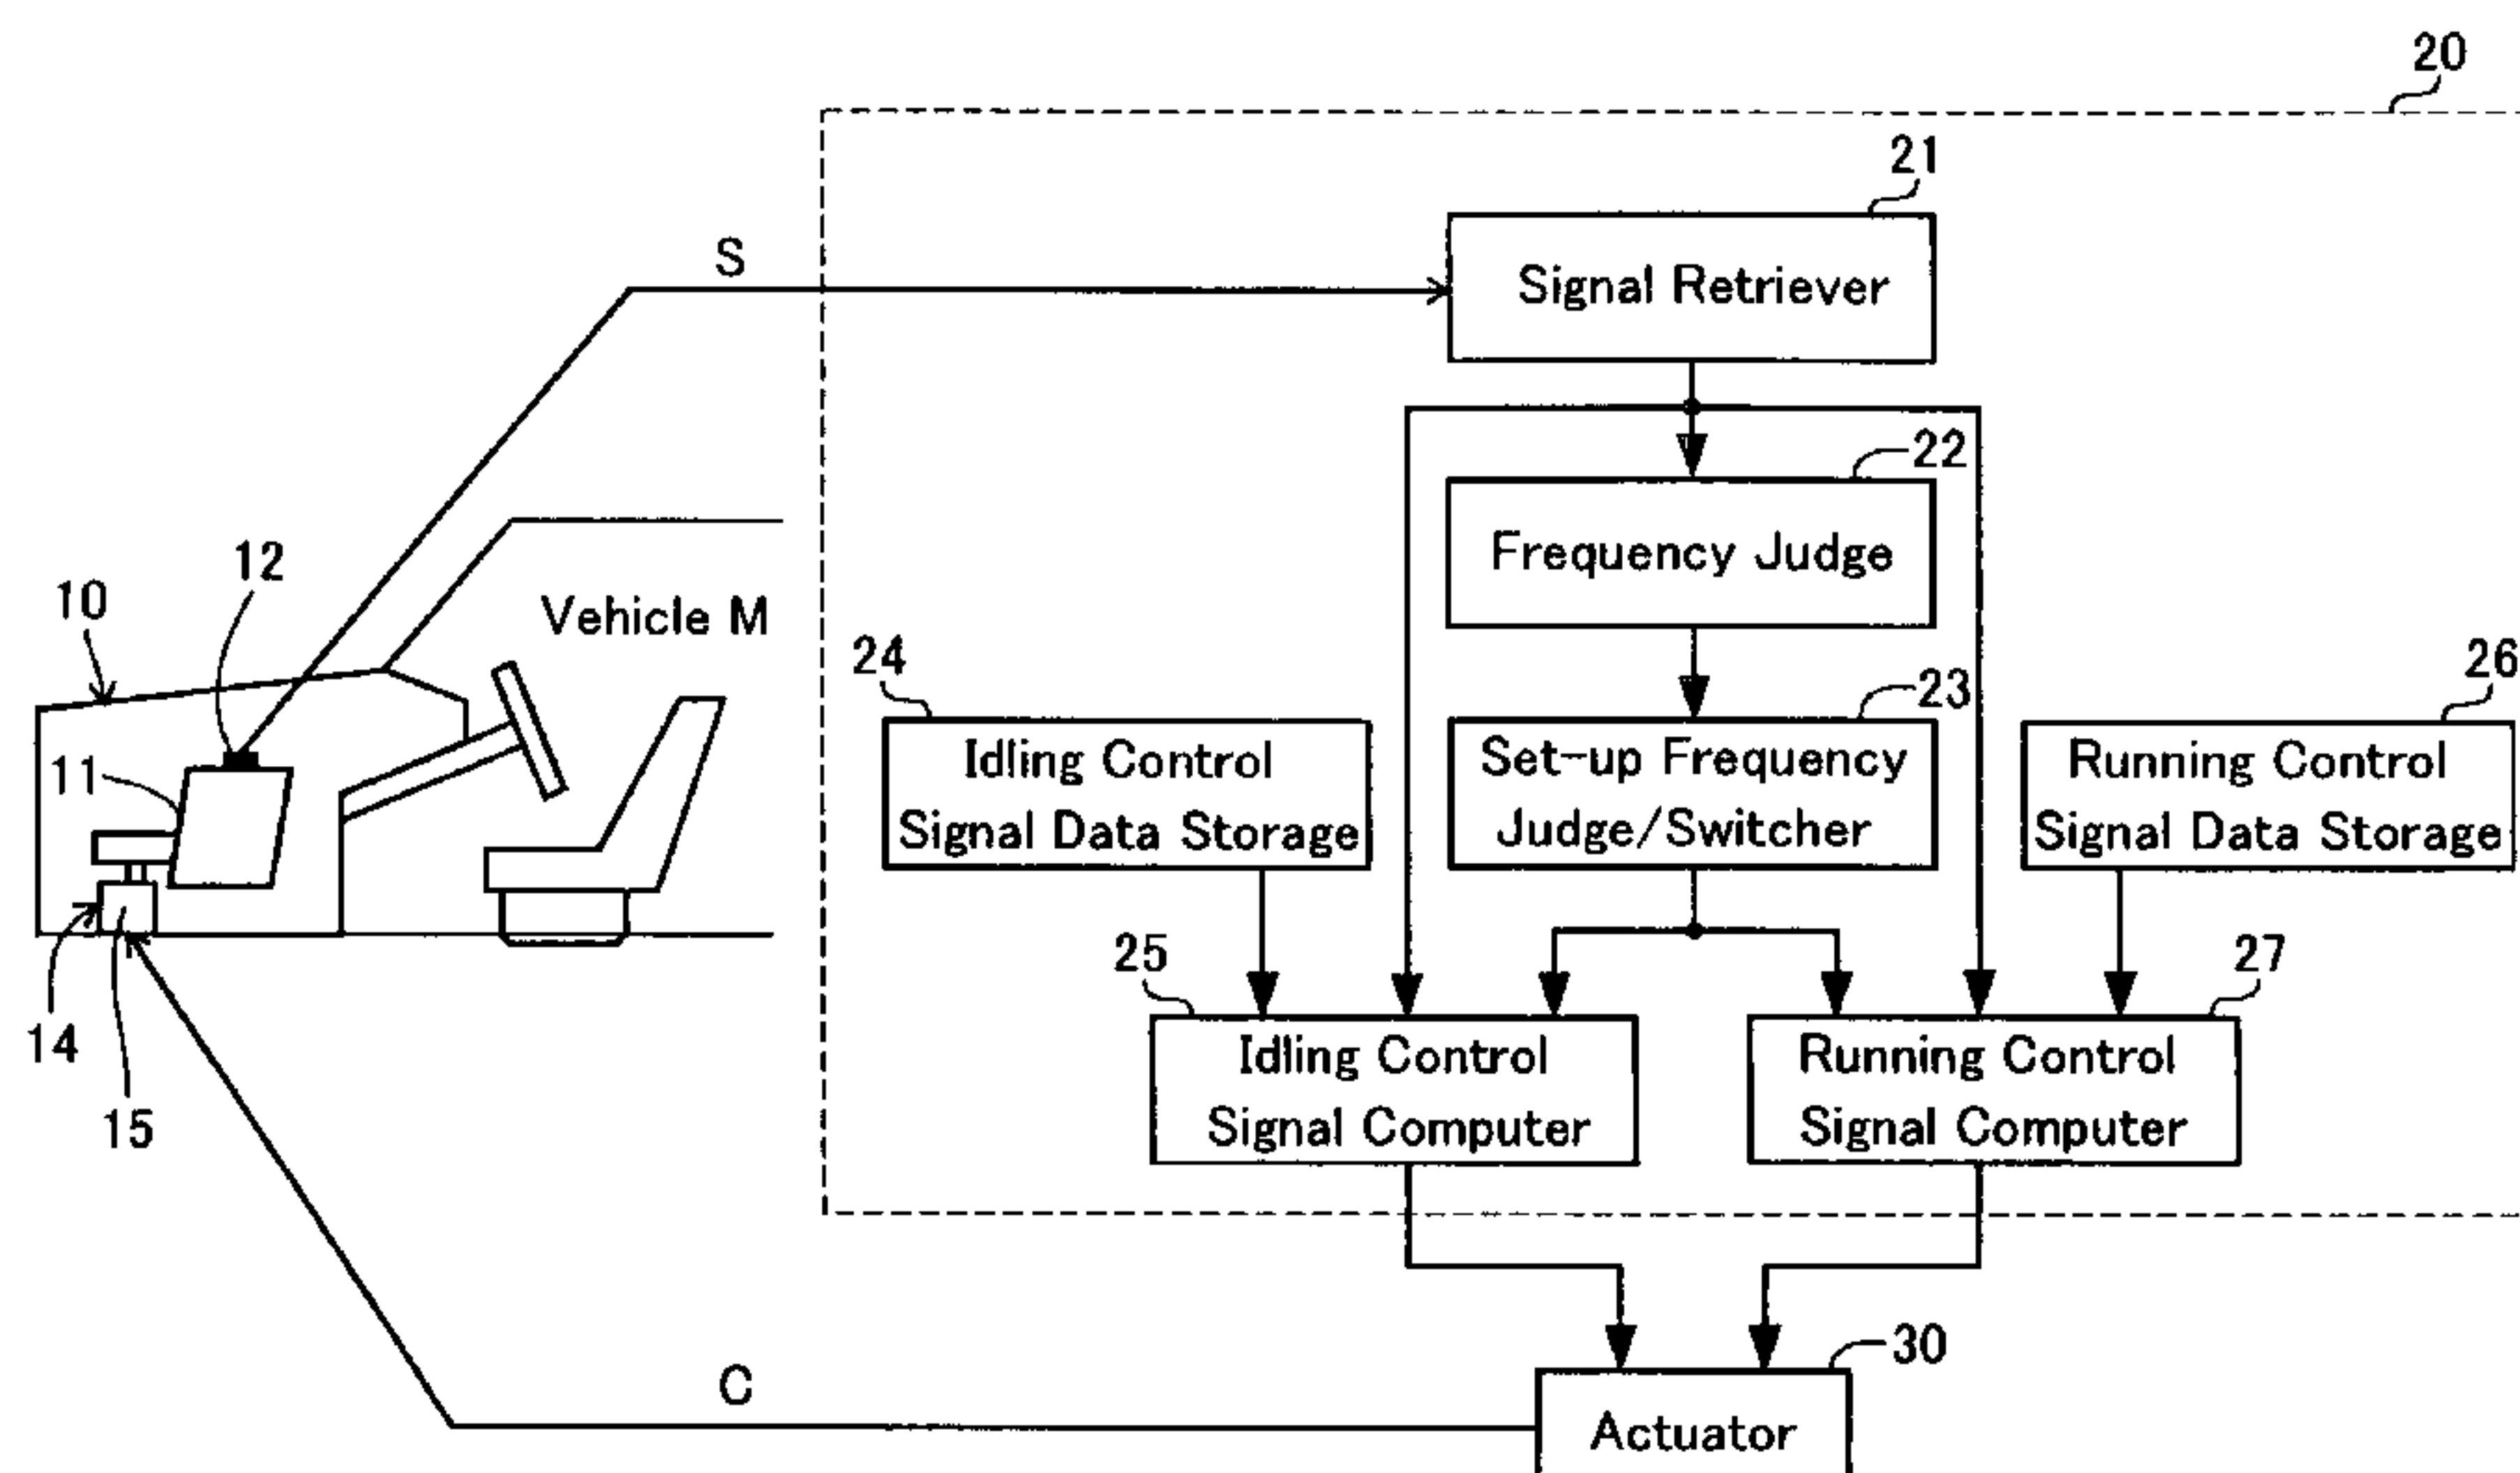 20
21
S
Signal Retriever
22
Frequency Judge
12
10
Vehicle M
24
23
26
11
Idling Control
Signal Data Storage
Set-up Frequency
Judge/Switcher
Running Control
Signal Data Storage
14
15
25
27
Idling Control
Signal Computer
Running Control
Signal Computer
30
C
Actuator